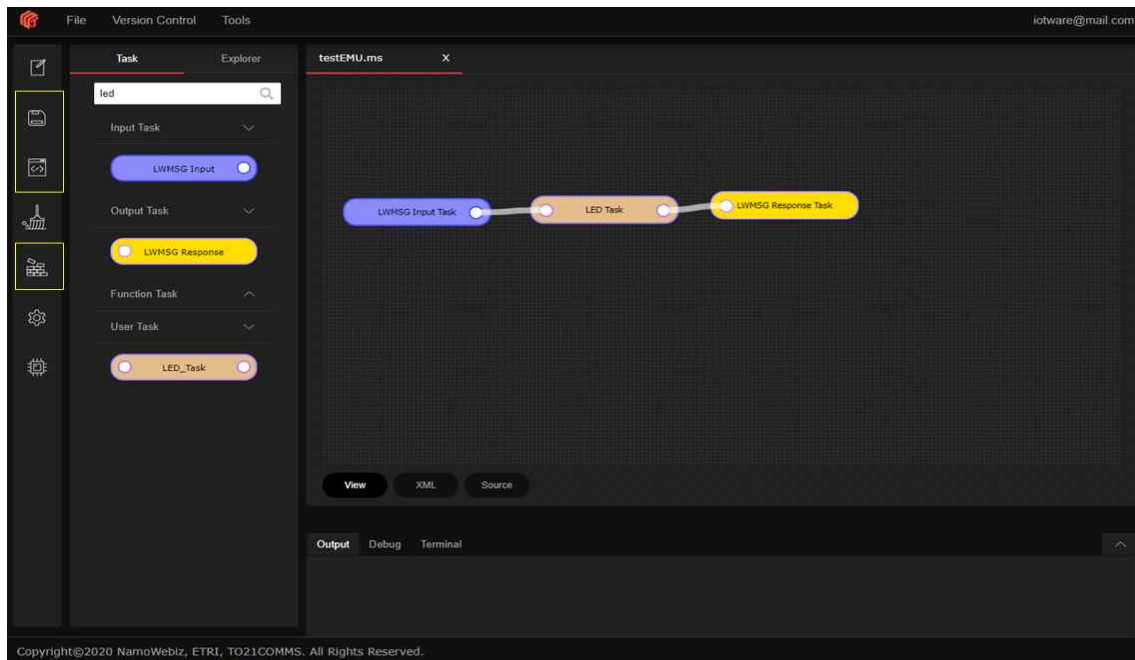 File Version Control Tools iotware@mail.com
Task Explorer
testEMU.ms X
led
Input Task
LWMSG Input
Output Task
LWMSG Response
Function Task
User Task
LED_Task
LWMSG Input Task
LED Task
LWMSG Response Task
View XML Source
Output Debug Terminal
Copyright©2020 NamoWebiz, ETRI, TO21COMMS. All Rights Reserved.